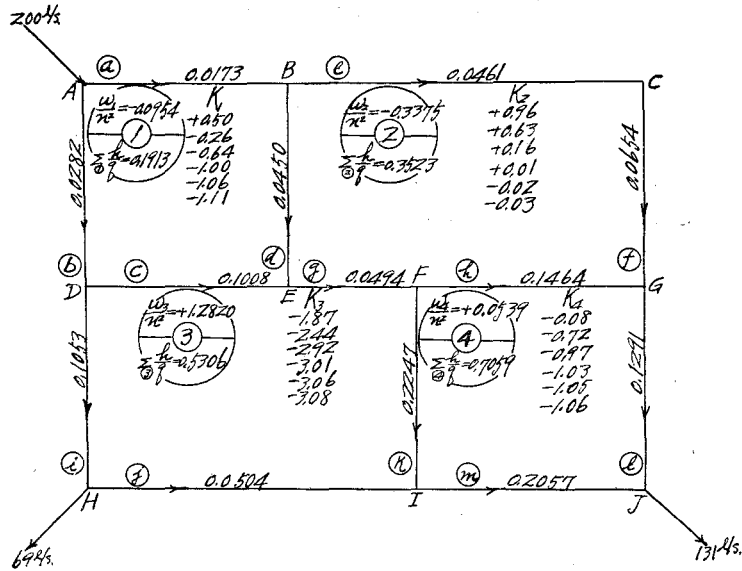 200 l/s.
ⓐ 0.0173 B ⓔ 0.0461 C
A
w₁/n² = -0.0954
①
Σ① h/q = 0.1913
K₁
+0.50
-0.26
-0.64
-1.00
-1.06
-1.11
w₂/n² = -0.3375
②
Σ② h/q = 0.3523
K₂
+0.96
+0.63
+0.16
+0.01
-0.02
-0.03
0.0282
0.0450
0.0654
ⓑ ⓓ ⓕ
D ⓒ 0.1008 E ⓖ 0.0494 F ⓗ 0.1464 G
w₃/n² = +1.2820
③
Σ③ h/q = 0.5306
K₃
-1.87
-2.44
-2.92
-3.01
-3.06
-3.08
w₄/n² = +0.0539
④
Σ④ h/q = 0.7059
K₄
-0.08
-0.72
-0.97
-1.03
-1.05
-1.06
0.1053
0.2247
0.1291
ⓘ ⓚ ⓛ
H ⓙ 0.0504 I ⓜ 0.2057 J
69 l/s.
131 l/s.